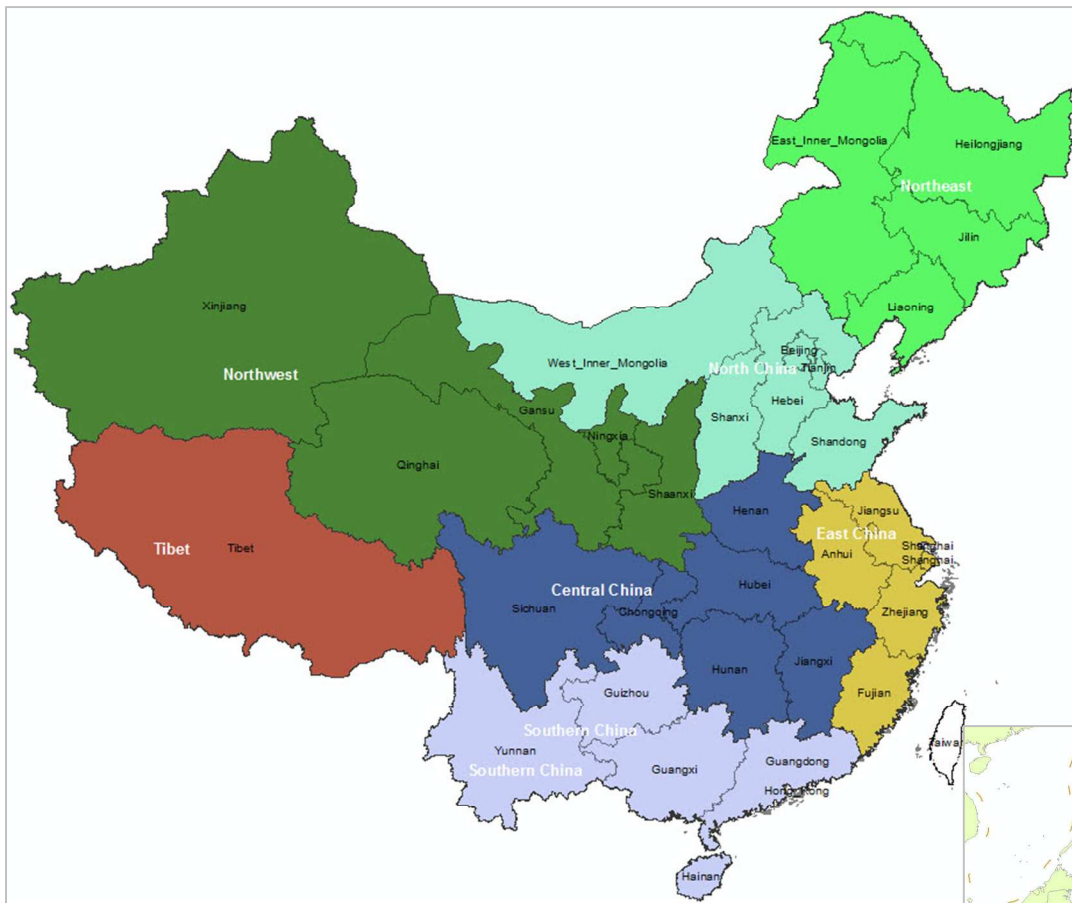 East_Inner_Mongolia
Heilongjiang
Northeast
Jilin
Liaoning
Xinjiang
Northwest
West_Inner_Mongolia
North China
Beijing
Tianjin
Hebei
Shanxi
Shandong
Gansu
Ningxia
Qinghai
Shaanxi
Henan
Jiangsu
East China
Anhui
Shanghai
Shanghai
Tibet
Tibet
Central China
Sichuan
Chongqing
Hubei
Zhejiang
Hunan
Jiangxi
Fujian
Guizhou
Southern China
Yunnan
Southern China
Guangxi
Guangdong
Hong_Kong
Taiwan
Hainan